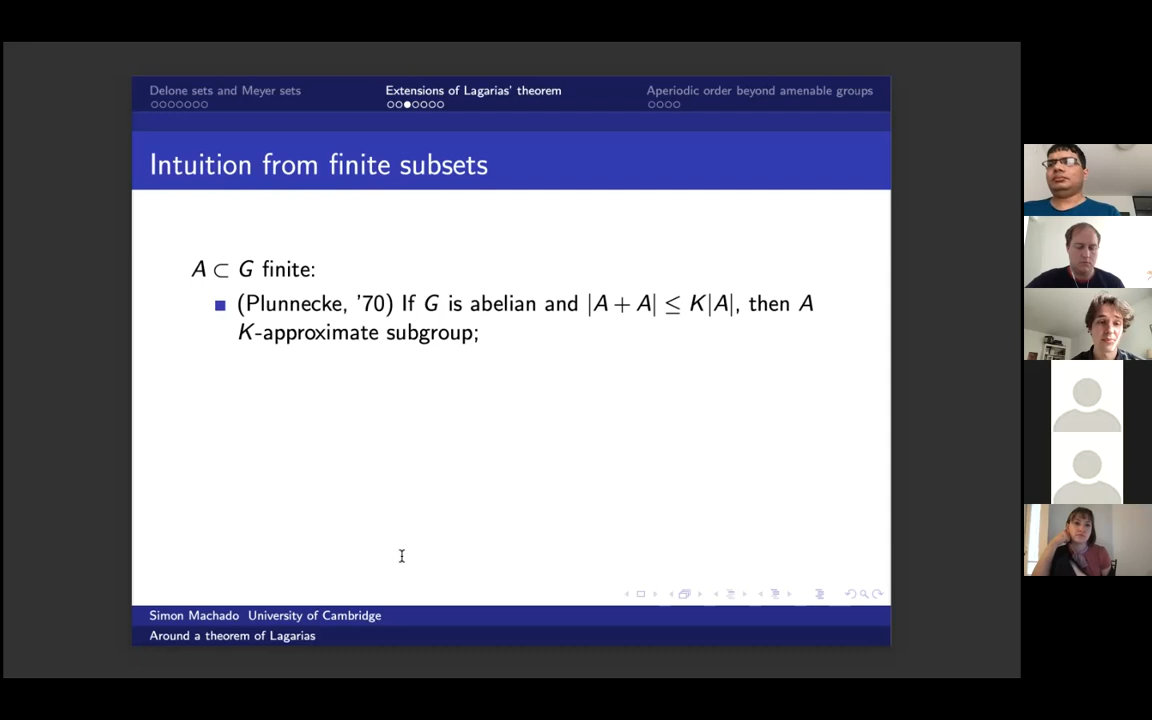 Delone sets and Meyer sets
Extensions of Lagarias' theorem
Aperiodic order beyond amenable groups
Intuition from finite subsets
A ⊂ G finite:
(Plunnecke, '70) If G is abelian and |A + A| ≤ K|A|, then A
K-approximate subgroup;
Simon Machado University of Cambridge
Around a theorem of Lagarias